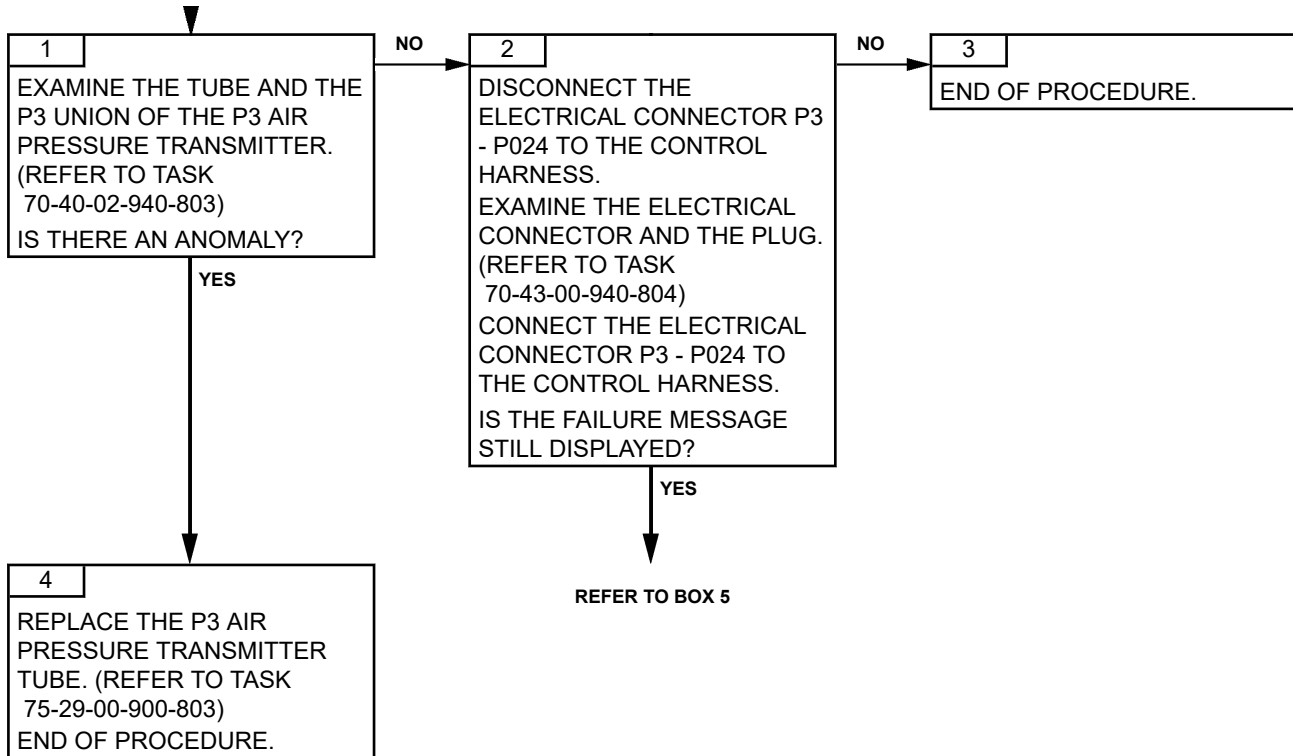 1
EXAMINE THE TUBE AND THE
P3 UNION OF THE P3 AIR
PRESSURE TRANSMITTER.
(REFER TO TASK
70-40-02-940-803)
IS THERE AN ANOMALY?
NO
YES
2
DISCONNECT THE
ELECTRICAL CONNECTOR P3
- P024 TO THE CONTROL
HARNESS.
EXAMINE THE ELECTRICAL
CONNECTOR AND THE PLUG.
(REFER TO TASK
70-43-00-940-804)
CONNECT THE ELECTRICAL
CONNECTOR P3 - P024 TO
THE CONTROL HARNESS.
IS THE FAILURE MESSAGE
STILL DISPLAYED?
NO
YES
REFER TO BOX 5
3
END OF PROCEDURE.
4
REPLACE THE P3 AIR
PRESSURE TRANSMITTER
TUBE. (REFER TO TASK
75-29-00-900-803)
END OF PROCEDURE.